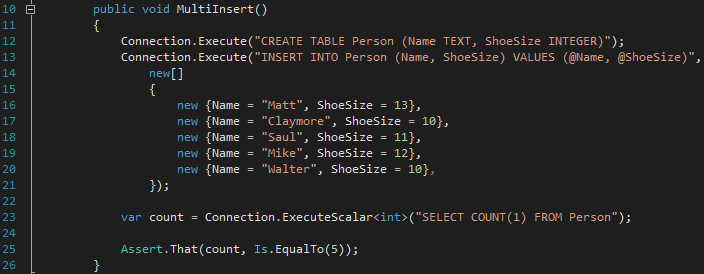 10 public void MultiInsert()
11 {
12 Connection.Execute("CREATE TABLE Person (Name TEXT, ShoeSize INTEGER)");
13 Connection.Execute("INSERT INTO Person (Name, ShoeSize) VALUES (@Name, @ShoeSize)",
14 new[]
15 {
16 new {Name = "Matt", ShoeSize = 13},
17 new {Name = "Claymore", ShoeSize = 10},
18 new {Name = "Saul", ShoeSize = 11},
19 new {Name = "Mike", ShoeSize = 12},
20 new {Name = "Walter", ShoeSize = 10},
21 });
22
23 var count = Connection.ExecuteScalar<int>("SELECT COUNT(1) FROM Person");
24
25 Assert.That(count, Is.EqualTo(5));
26 }